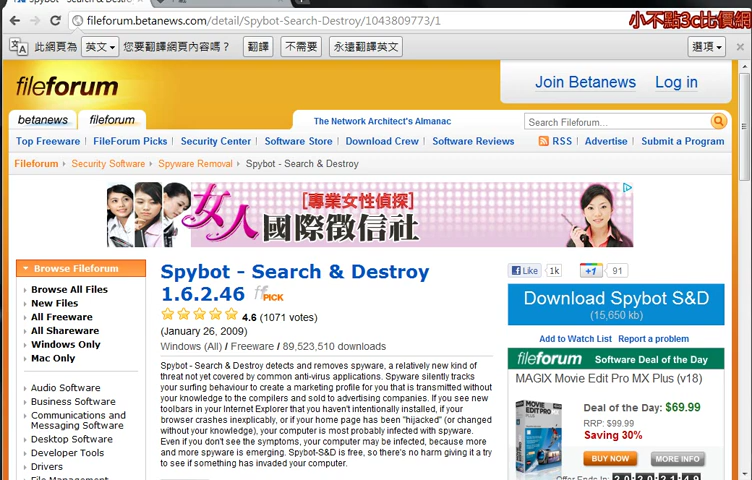 Spybot - Search & Destroy
fileforum.betanews.com/detail/Spybot-Search-Destroy/1043809773/1
小不點3c比價網
此網頁為 英文 您要翻譯網頁內容嗎? 翻譯 不需要 永遠翻譯英文 選項
fileforum
Join Betanews Log in
betanews fileforum
The Network Architect's Almanac
Search Fileforum...
Top Freeware FileForum Picks Security Center Software Store Download Crew Software Reviews RSS Advertise Submit a Program
Fileforum Security Software Spyware Removal Spybot - Search & Destroy
[專業女性偵探]
女人國際徵信社
Browse Fileforum
Browse All Files
New Files
All Freeware
All Shareware
Windows Only
Mac Only
Audio Software
Business Software
Communications and
Messaging Software
Desktop Software
Developer Tools
Drivers
File Management
Spybot - Search & Destroy
1.6.2.46 ff PICK
4.6 (1071 votes)
(January 26, 2009)
Windows (All) / Freeware / 89,523,510 downloads
Spybot - Search & Destroy detects and removes spyware, a relatively new kind of
threat not yet covered by common anti-virus applications. Spyware silently tracks
your surfing behaviour to create a marketing profile for you that is transmitted without
your knowledge to the compilers and sold to advertising companies. If you see new
toolbars in your Internet Explorer that you haven't intentionally installed, if your
browser crashes inexplicably, or if your home page has been "hijacked" (or changed
without your knowledge), your computer is most probably infected with spyware.
Even if you don't see the symptoms, your computer may be infected, because more
and more spyware is emerging. Spybot-S&D is free, so there's no harm giving it a try
to see if something has invaded your computer.
Like 1k +1 91
Download Spybot S&D
(15,650 kb)
Add to Watch List Report a problem
fileforum Software Deal of the Day
MAGIX Movie Edit Pro MX Plus (v18)
MOVIE EDIT PRO
Deal of the Day: $69.99
RRP: $99.99
Saving 30%
BUY NOW MORE INFO
Offer Ends In